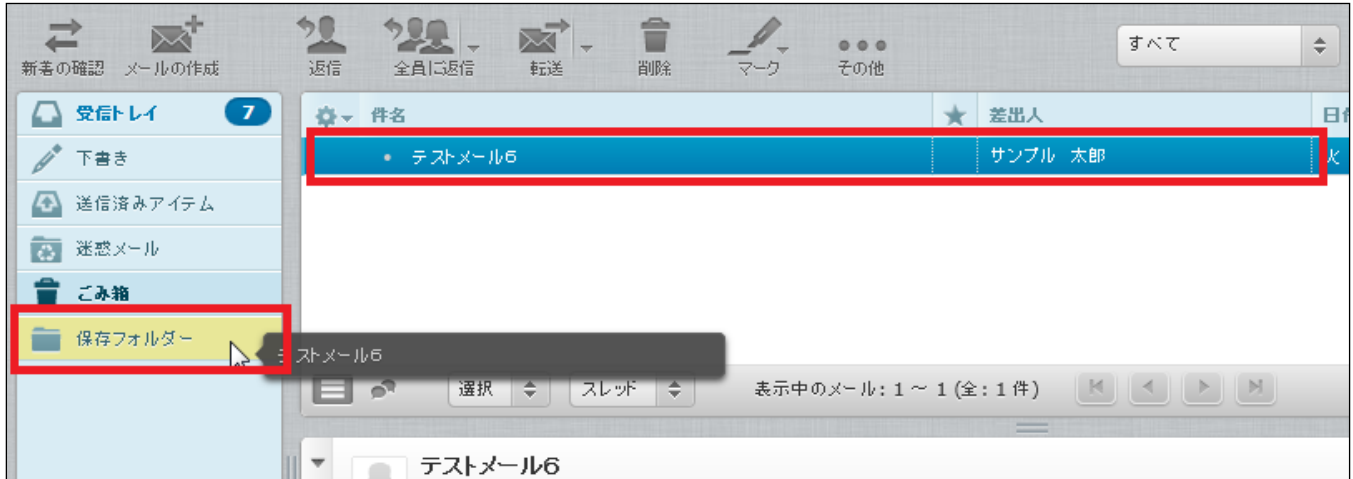 新着の確認 メールの作成 返信 全員に返信 転送 削除 マーク その他 すべて
受信トレイ 7
下書き
送信済みアイテム
迷惑メール
ごみ箱
保存フォルダー
件名 差出人
テストメール6 サンプル 太郎 火
テストメール6
選択 スレッド 表示中のメール: 1 ~ 1 (全: 1 件)
テストメール6